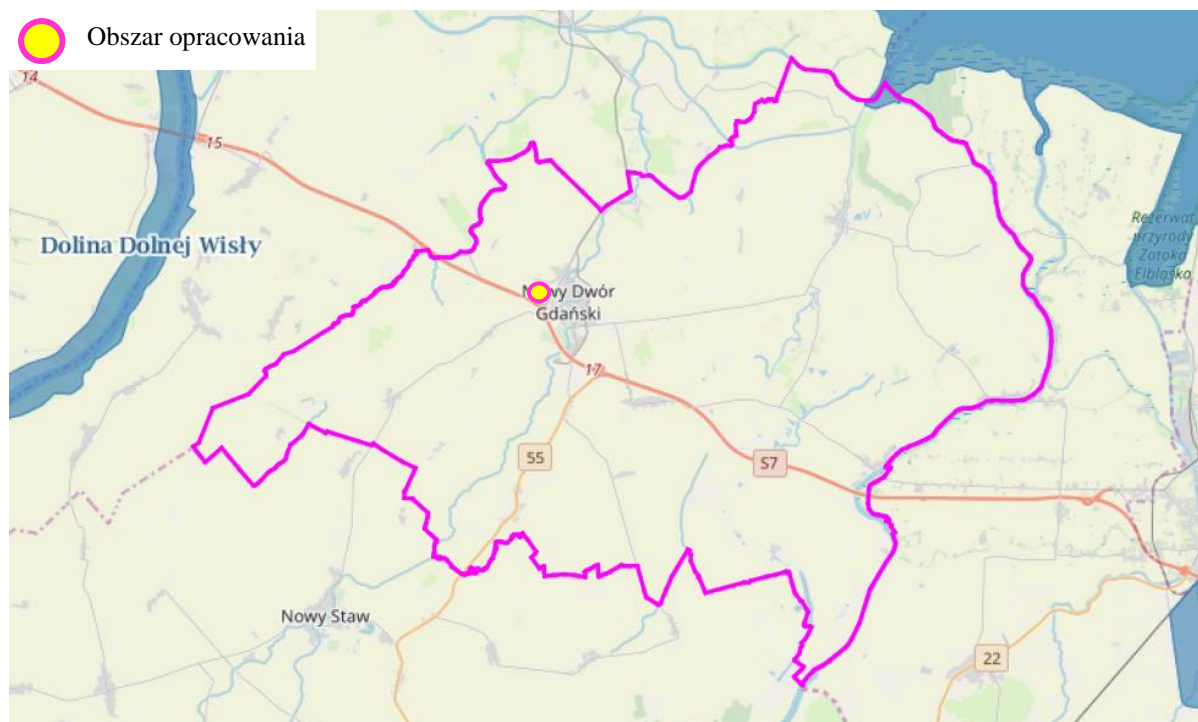 Obszar opracowania
14
15
Dolina Dolnej Wisły
Rezerwat
przyrody
Zatoka
Elbląska
Nowy Dwór
Gdański
17
55
S7
Nowy Staw
22